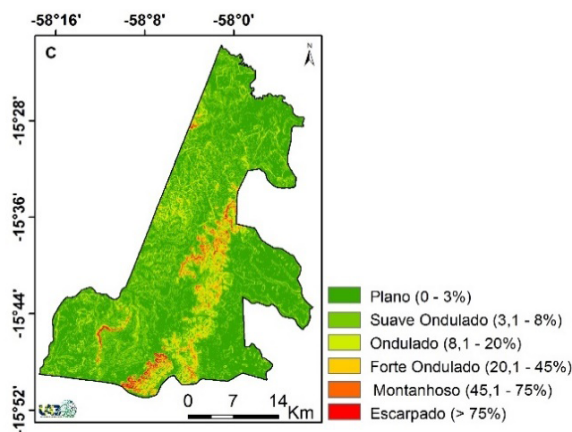 -58°16' -58°8' -58°0'
C
N
-15°28'
-15°36'
-15°44'
-15°52'
0 7 14
Km
Plano (0 - 3%)
Suave Ondulado (3,1 - 8%)
Ondulado (8,1 - 20%)
Forte Ondulado (20,1 - 45%)
Montanhoso (45,1 - 75%)
Escarpado (> 75%)